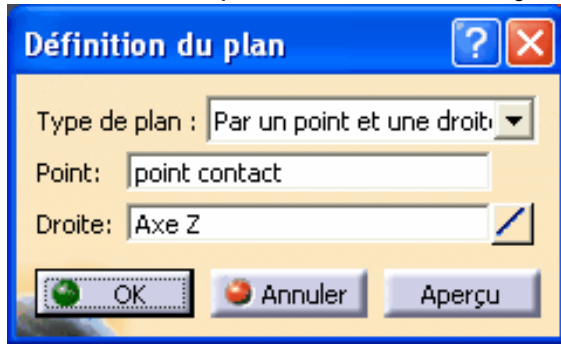 Définition du plan ?
Type de plan : Par un point et une droite
Point: point contact
Droite: Axe Z
OK Annuler Aperçu